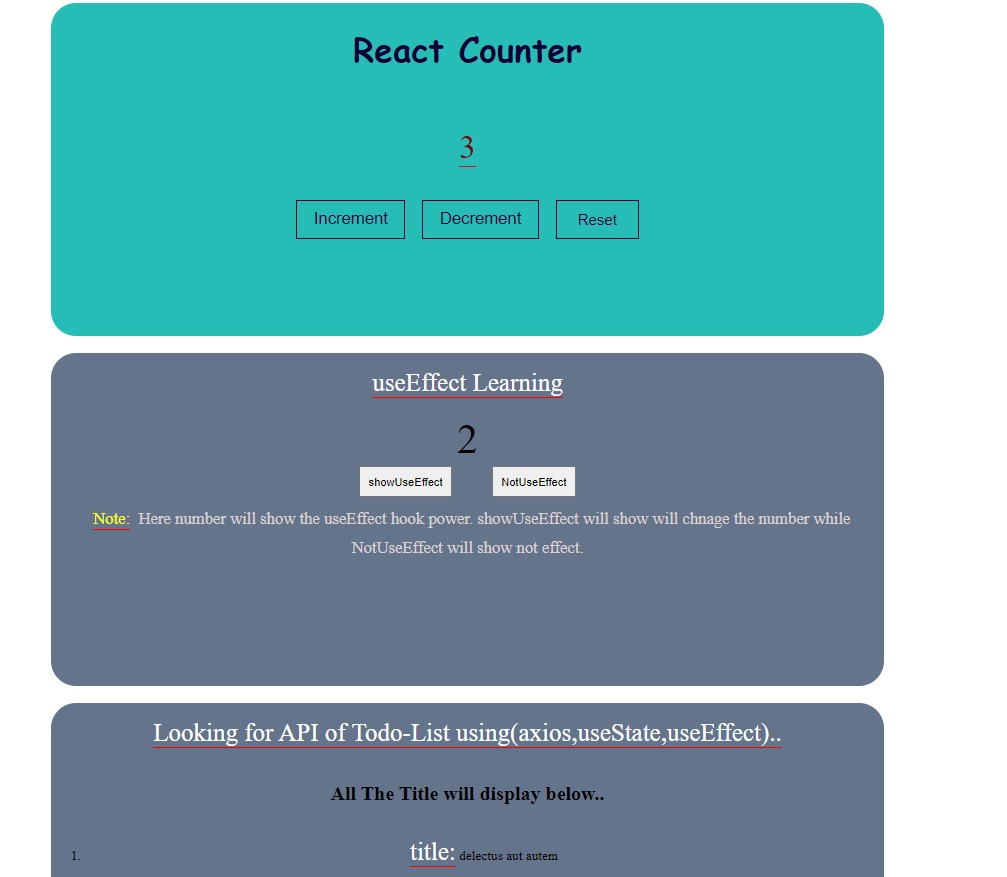 React Counter
3
Increment Decrement Reset
useEffect Learning
2
showUseEffect NotUseEffect
Note: Here number will show the useEffect hook power. showUseEffect will show will chnage the number while
NotUseEffect will show not effect.
Looking for API of Todo-List using(axios,useState,useEffect)..
All The Title will display below..
1. title: delectus aut autem